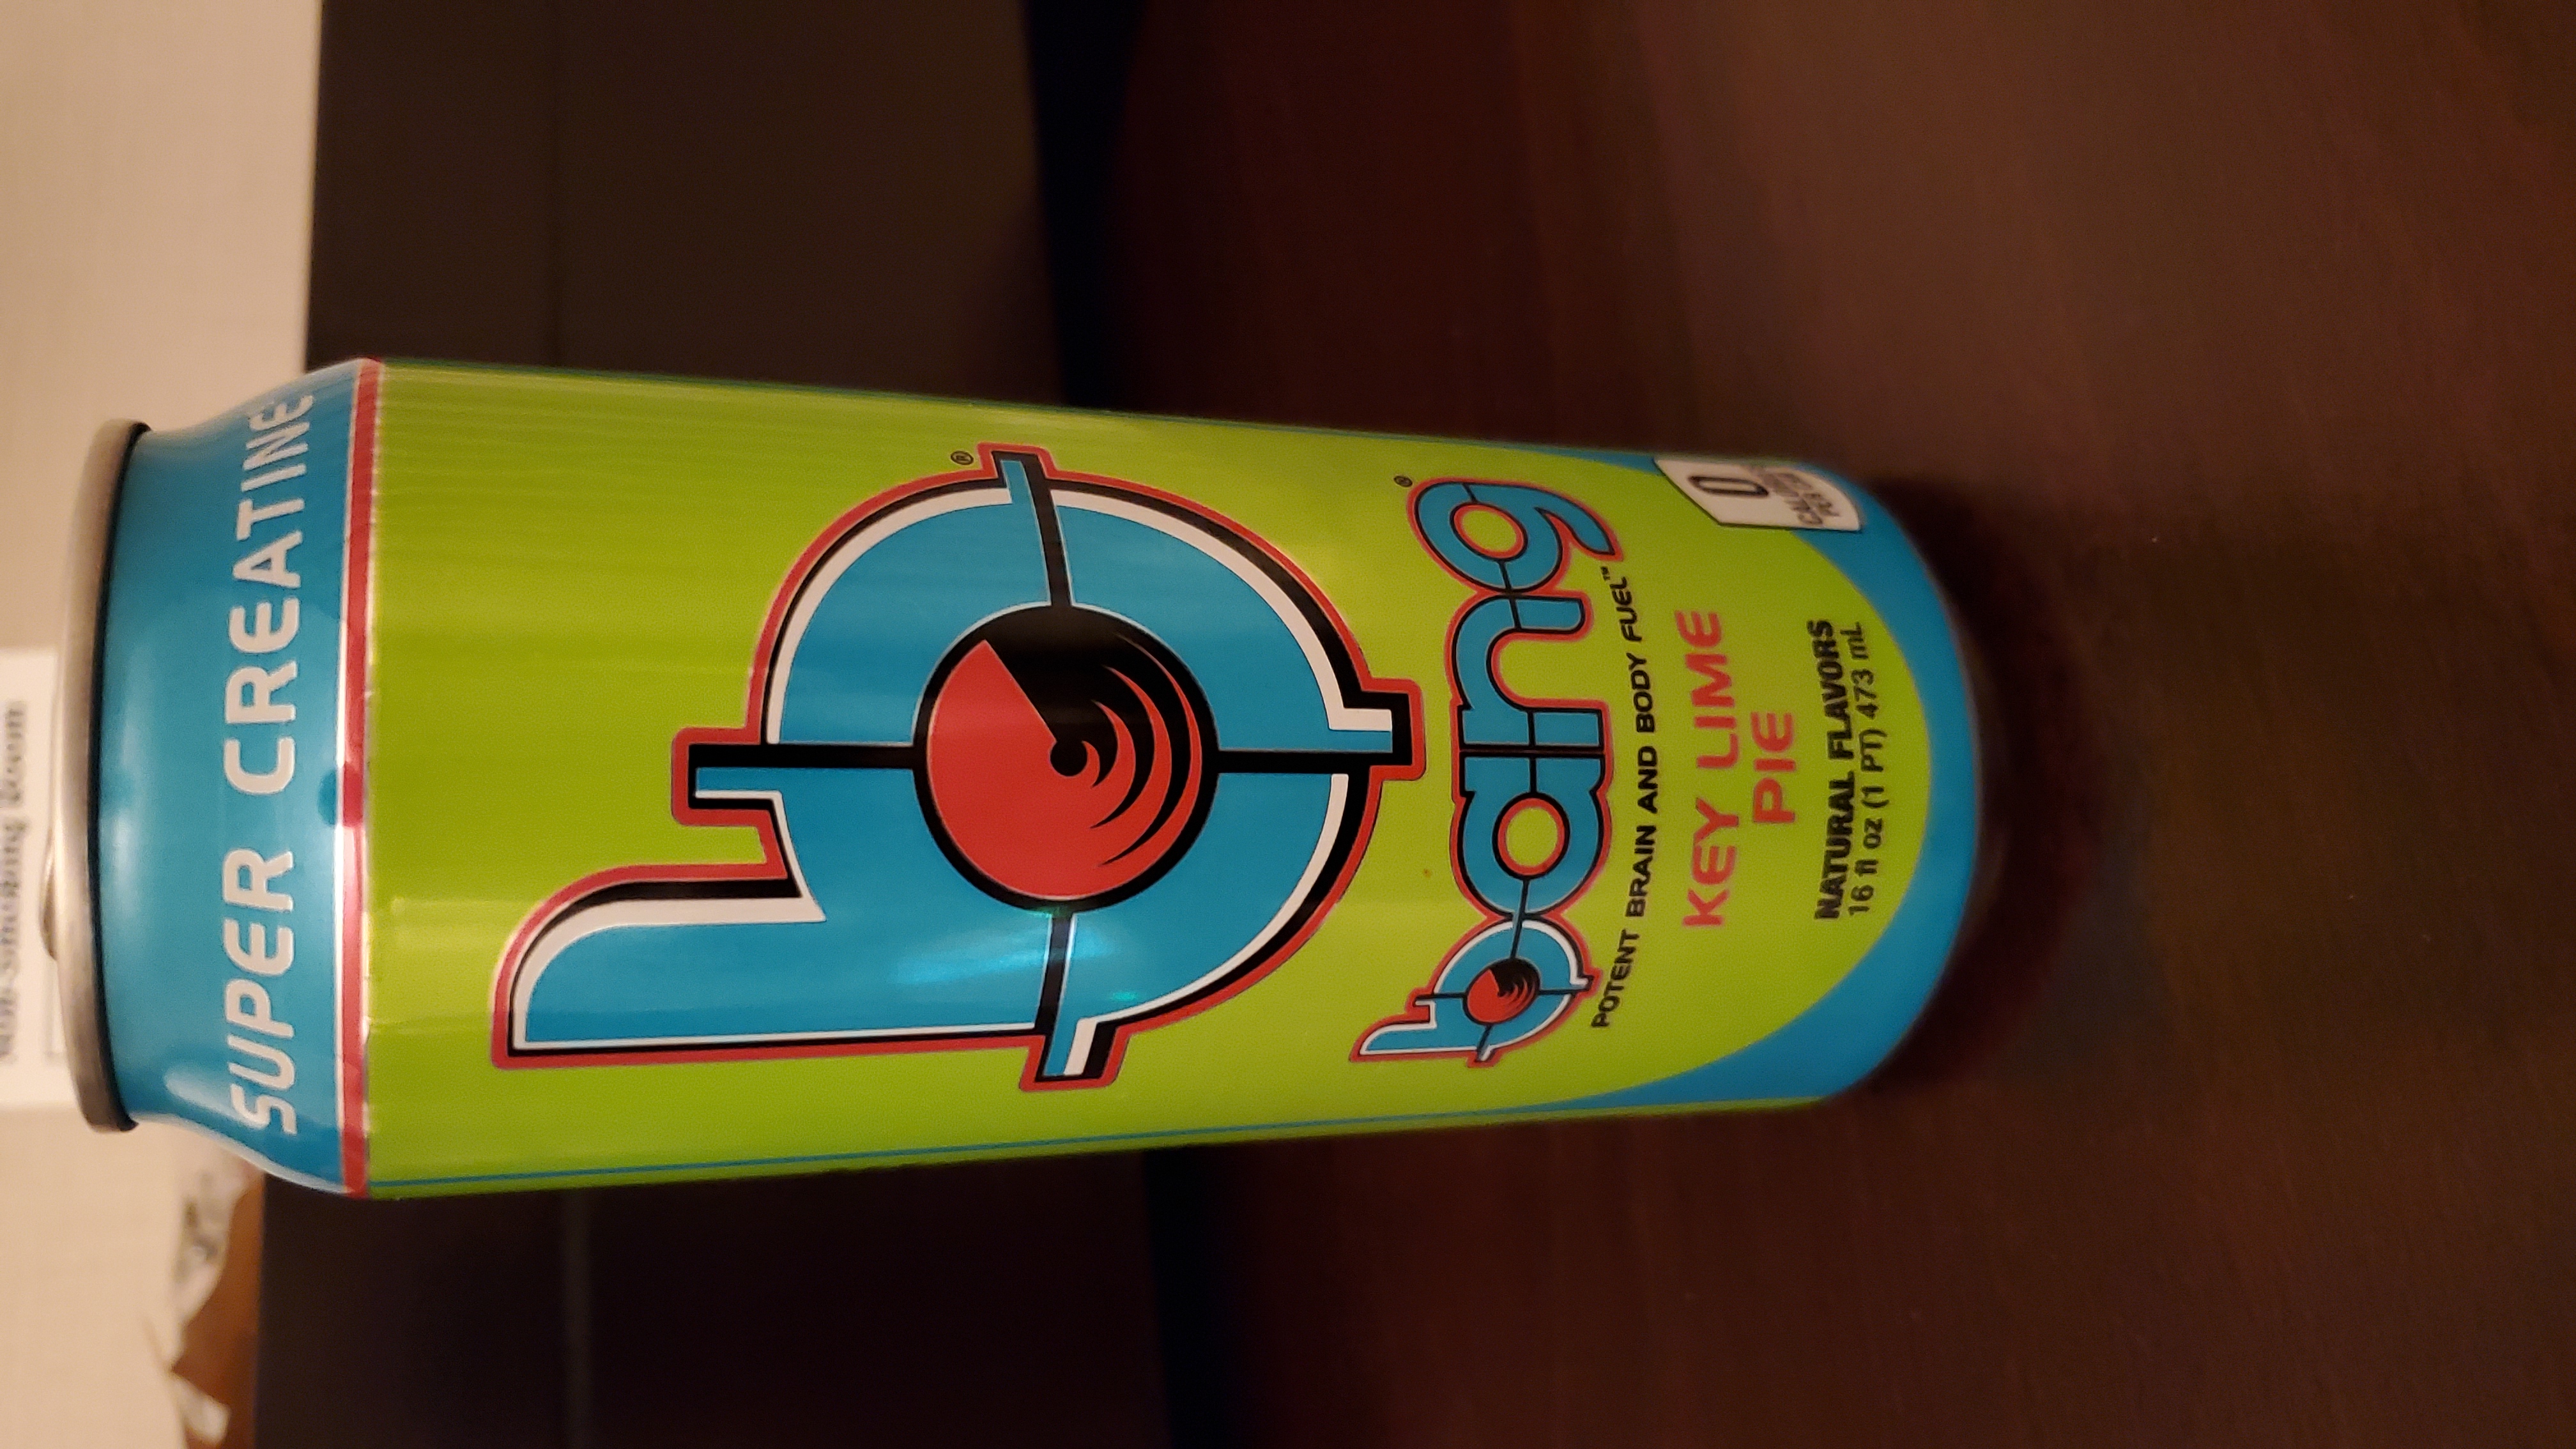 SUPER CREATINE
®
bang®
POTENT BRAIN AND BODY FUEL™
KEY LIME
PIE
NATURAL FLAVORS
16 fl oz (1 PT) 473 mL
0